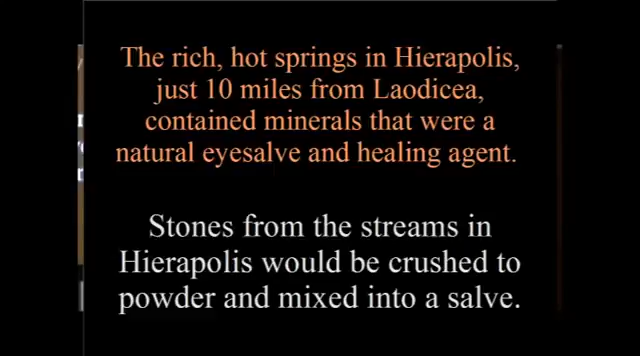 The rich, hot springs in Hierapolis,
just 10 miles from Laodicea,
contained minerals that were a
natural eyesalve and healing agent.
Stones from the streams in
Hierapolis would be crushed to
powder and mixed into a salve.